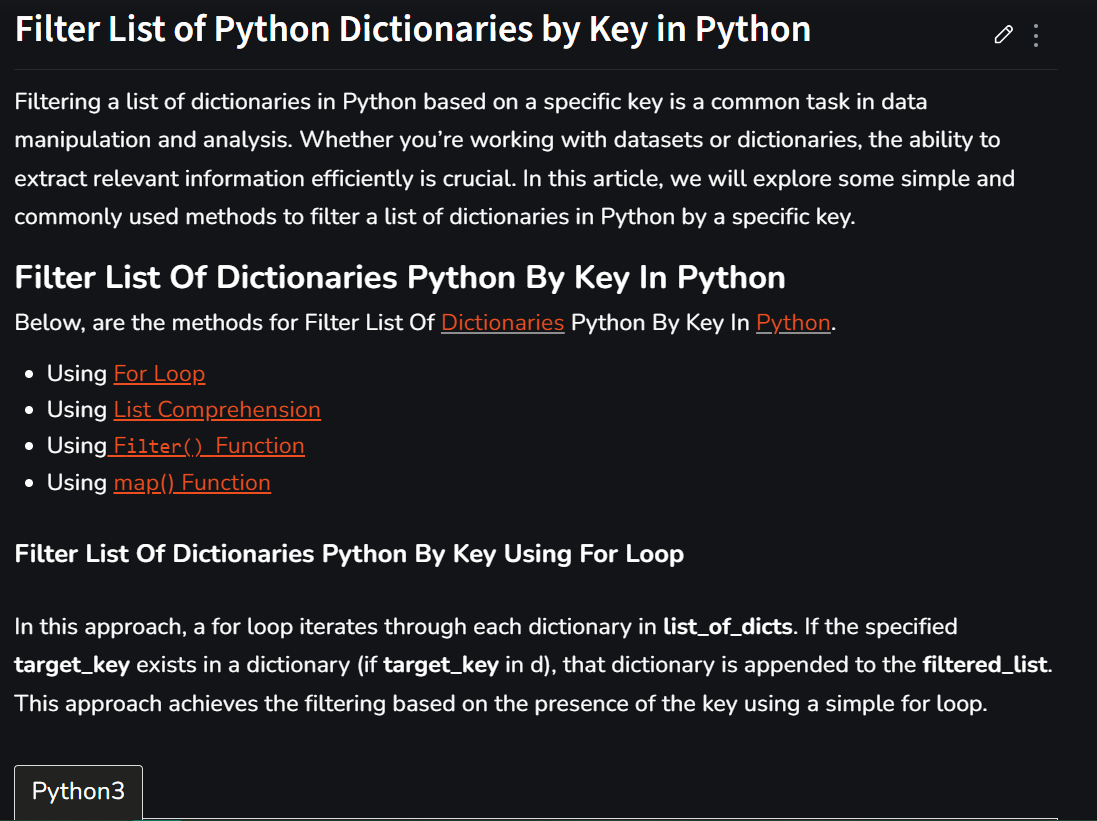 Filter List of Python Dictionaries by Key in Python
Filtering a list of dictionaries in Python based on a specific key is a common task in data
manipulation and analysis. Whether you’re working with datasets or dictionaries, the ability to
extract relevant information efficiently is crucial. In this article, we will explore some simple and
commonly used methods to filter a list of dictionaries in Python by a specific key.
Filter List Of Dictionaries Python By Key In Python
Below, are the methods for Filter List Of Dictionaries Python By Key In Python.
• Using For Loop
• Using List Comprehension
• Using Filter() Function
• Using map() Function
Filter List Of Dictionaries Python By Key Using For Loop
In this approach, a for loop iterates through each dictionary in list_of_dicts. If the specified
target_key exists in a dictionary (if target_key in d), that dictionary is appended to the filtered_list.
This approach achieves the filtering based on the presence of the key using a simple for loop.
Python3